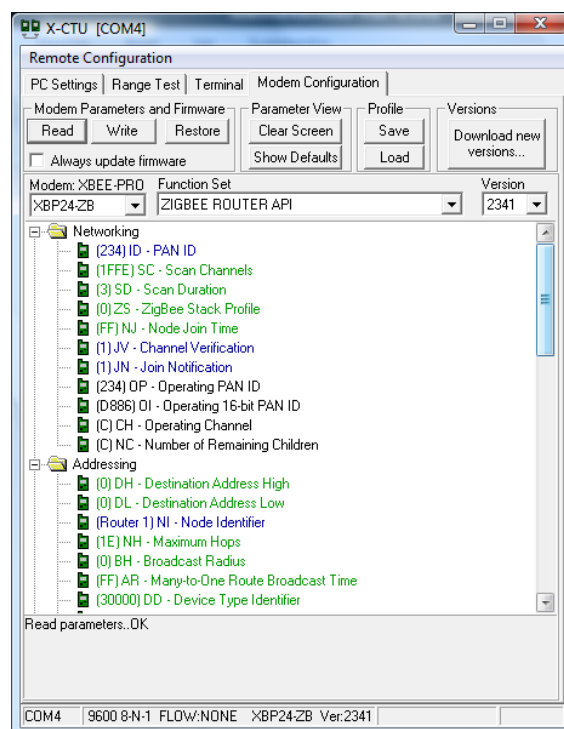 X-CTU [COM4]
Remote Configuration
PC Settings Range Test Terminal Modem Configuration
Modem Parameters and Firmware Parameter View Profile Versions
Read Write Restore Clear Screen Save Download new versions...
Always update firmware Show Defaults Load
Modem: XBEE-PRO Function Set Version
XBP24-ZB ZIGBEE ROUTER API 2341
Networking
(234) ID - PAN ID
(1FFE) SC - Scan Channels
(3) SD - Scan Duration
(0) ZS - ZigBee Stack Profile
(FF) NJ - Node Join Time
(1) JV - Channel Verification
(1) JN - Join Notification
(234) OP - Operating PAN ID
(D886) OI - Operating 16-bit PAN ID
(C) CH - Operating Channel
(C) NC - Number of Remaining Children
Addressing
(0) DH - Destination Address High
(0) DL - Destination Address Low
(Router 1) NI - Node Identifier
(1E) NH - Maximum Hops
(0) BH - Broadcast Radius
(FF) AR - Many-to-One Route Broadcast Time
(30000) DD - Device Type Identifier
Read parameters..OK
COM4 9600 8-N-1 FLOW:NONE XBP24-ZB Ver:2341